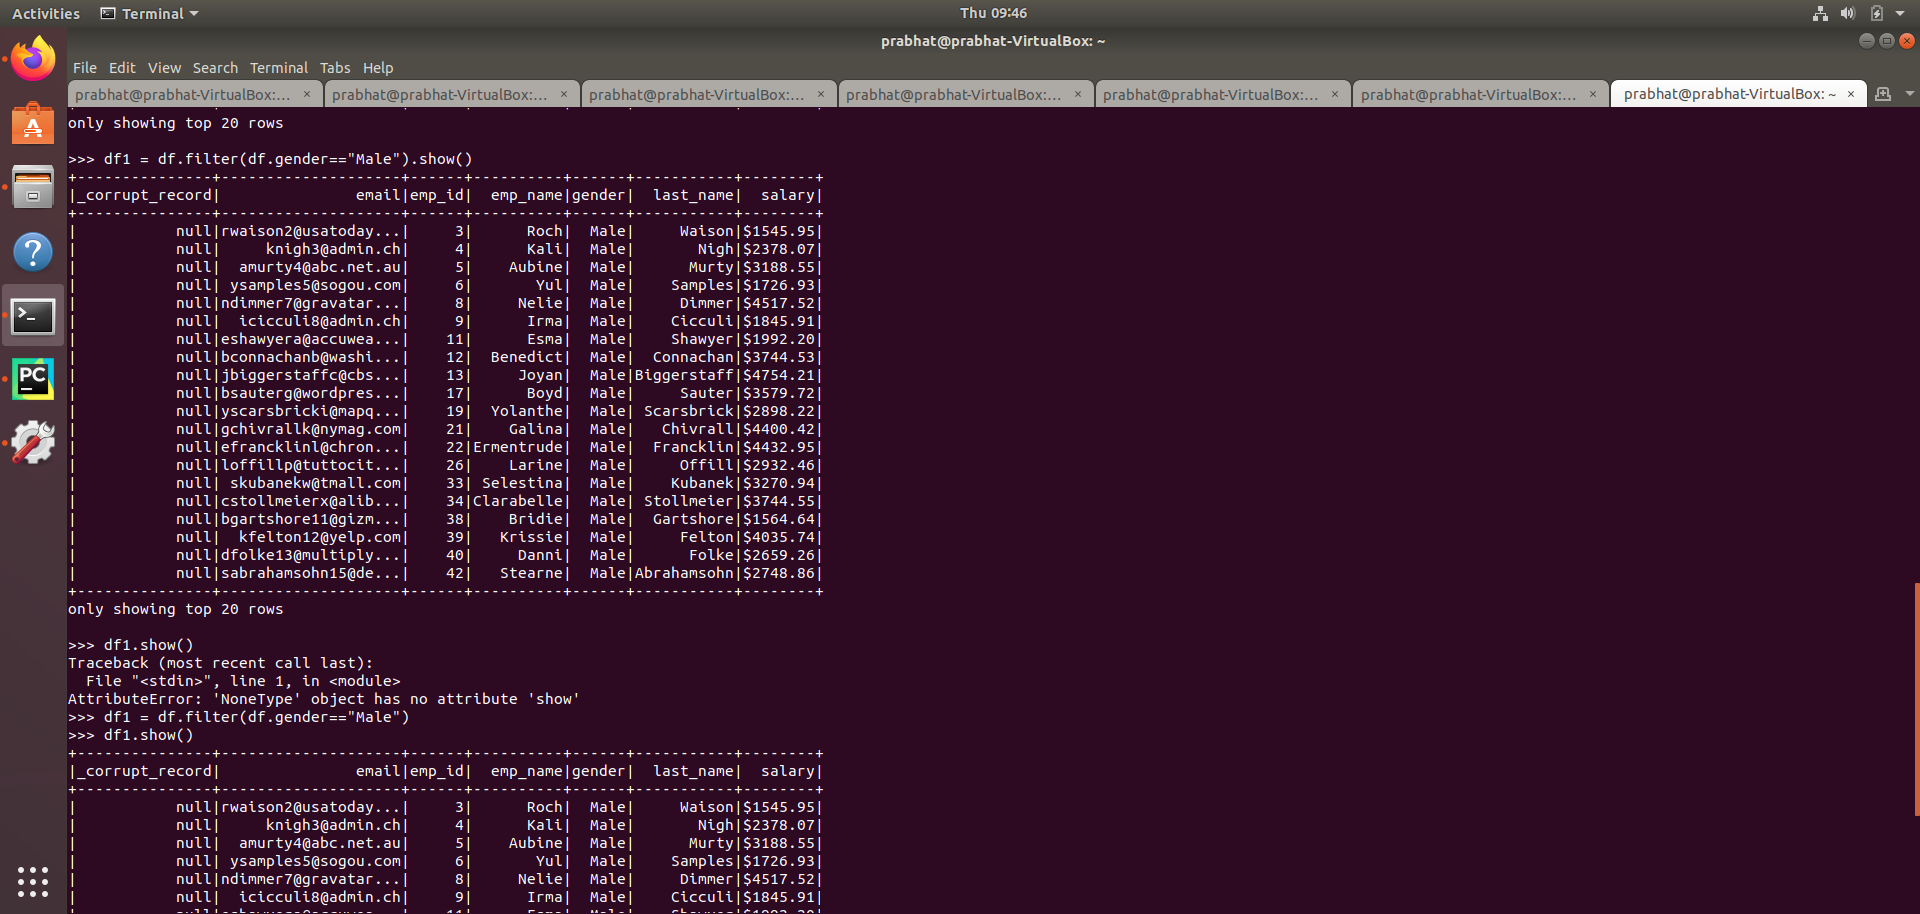 Activities Terminal Thu 09:46
prabhat@prabhat-VirtualBox: ~
File Edit View Search Terminal Tabs Help
prabhat@prabhat-VirtualBox:... × prabhat@prabhat-VirtualBox:... × prabhat@prabhat-VirtualBox:... × prabhat@prabhat-VirtualBox:... × prabhat@prabhat-VirtualBox:... × prabhat@prabhat-VirtualBox:... × prabhat@prabhat-VirtualBox: ~ ×
only showing top 20 rows
>>> df1 = df.filter(df.gender=="Male").show()
+---------------+--------------------+------+----------+------+-----------+--------+
|_corrupt_record|               email|emp_id|  emp_name|gender|  last_name|  salary|
+---------------+--------------------+------+----------+------+-----------+--------+
|           null|rwaison2@usatoday...|     3|      Roch|  Male|     Waison|$1545.95|
|           null|     knigh3@admin.ch|     4|      Kali|  Male|       Nigh|$2378.07|
|           null|  amurty4@abc.net.au|     5|    Aubine|  Male|      Murty|$3188.55|
|           null| ysamples5@sogou.com|     6|       Yul|  Male|    Samples|$1726.93|
|           null|ndimmer7@gravatar...|     8|     Nelie|  Male|     Dimmer|$4517.52|
|           null|  icicculi8@admin.ch|     9|      Irma|  Male|    Cicculi|$1845.91|
|           null|eshawyera@accuwea...|    11|      Esma|  Male|    Shawyer|$1992.20|
|           null|bconnachanb@washi...|    12|  Benedict|  Male|  Connachan|$3744.53|
|           null|jbiggerstaffc@cbs...|    13|     Joyan|  Male|Biggerstaff|$4754.21|
|           null|bsauterg@wordpres...|    17|      Boyd|  Male|     Sauter|$3579.72|
|           null|yscarsbricki@mapq...|    19|  Yolanthe|  Male| Scarsbrick|$2898.22|
|           null|gchivrallk@nymag.com|    21|    Galina|  Male|   Chivrall|$4400.42|
|           null|efrancklinl@chron...|    22|Ermentrude|  Male|  Francklin|$4432.95|
|           null|loffillp@tuttocit...|    26|    Larine|  Male|     Offill|$2932.46|
|           null| skubanekw@tmall.com|    33| Selestina|  Male|    Kubanek|$3270.94|
|           null|cstollmeierx@alib...|    34|Clarabelle|  Male| Stollmeier|$3744.55|
|           null|bgartshore11@gizm...|    38|    Bridie|  Male|  Gartshore|$1564.64|
|           null|  kfelton12@yelp.com|    39|   Krissie|  Male|     Felton|$4035.74|
|           null|dfolke13@multiply...|    40|     Danni|  Male|      Folke|$2659.26|
|           null|sabrahamsohn15@de...|    42|   Stearne|  Male|Abrahamsohn|$2748.86|
+---------------+--------------------+------+----------+------+-----------+--------+
only showing top 20 rows
>>> df1.show()
Traceback (most recent call last):
  File "<stdin>", line 1, in <module>
AttributeError: 'NoneType' object has no attribute 'show'
>>> df1 = df.filter(df.gender=="Male")
>>> df1.show()
+---------------+--------------------+------+----------+------+-----------+--------+
|_corrupt_record|               email|emp_id|  emp_name|gender|  last_name|  salary|
+---------------+--------------------+------+----------+------+-----------+--------+
|           null|rwaison2@usatoday...|     3|      Roch|  Male|     Waison|$1545.95|
|           null|     knigh3@admin.ch|     4|      Kali|  Male|       Nigh|$2378.07|
|           null|  amurty4@abc.net.au|     5|    Aubine|  Male|      Murty|$3188.55|
|           null| ysamples5@sogou.com|     6|       Yul|  Male|    Samples|$1726.93|
|           null|ndimmer7@gravatar...|     8|     Nelie|  Male|     Dimmer|$4517.52|
|           null|  icicculi8@admin.ch|     9|      Irma|  Male|    Cicculi|$1845.91|